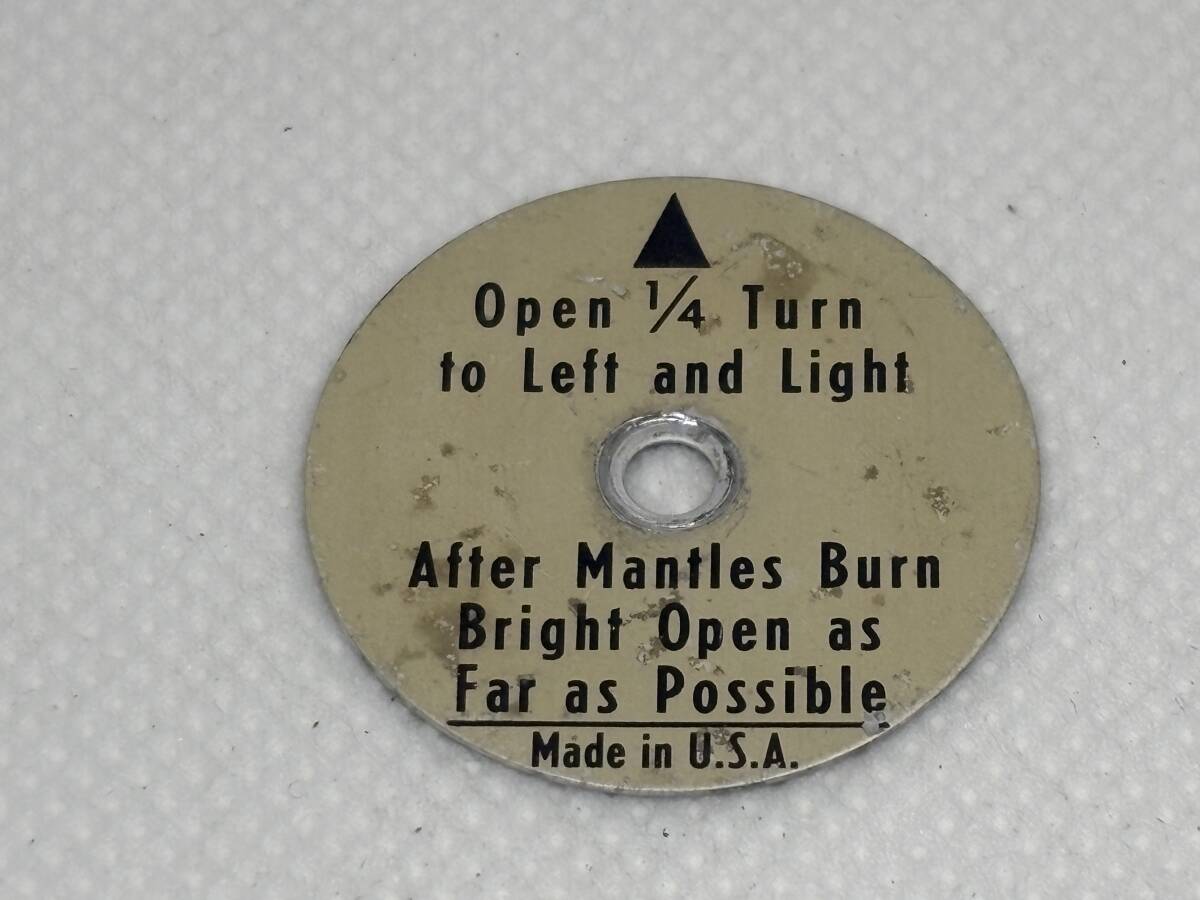 Open 1/4 Turn
to Left and Light
After Mantles Burn
Bright Open as
Far as Possible
Made in U.S.A.